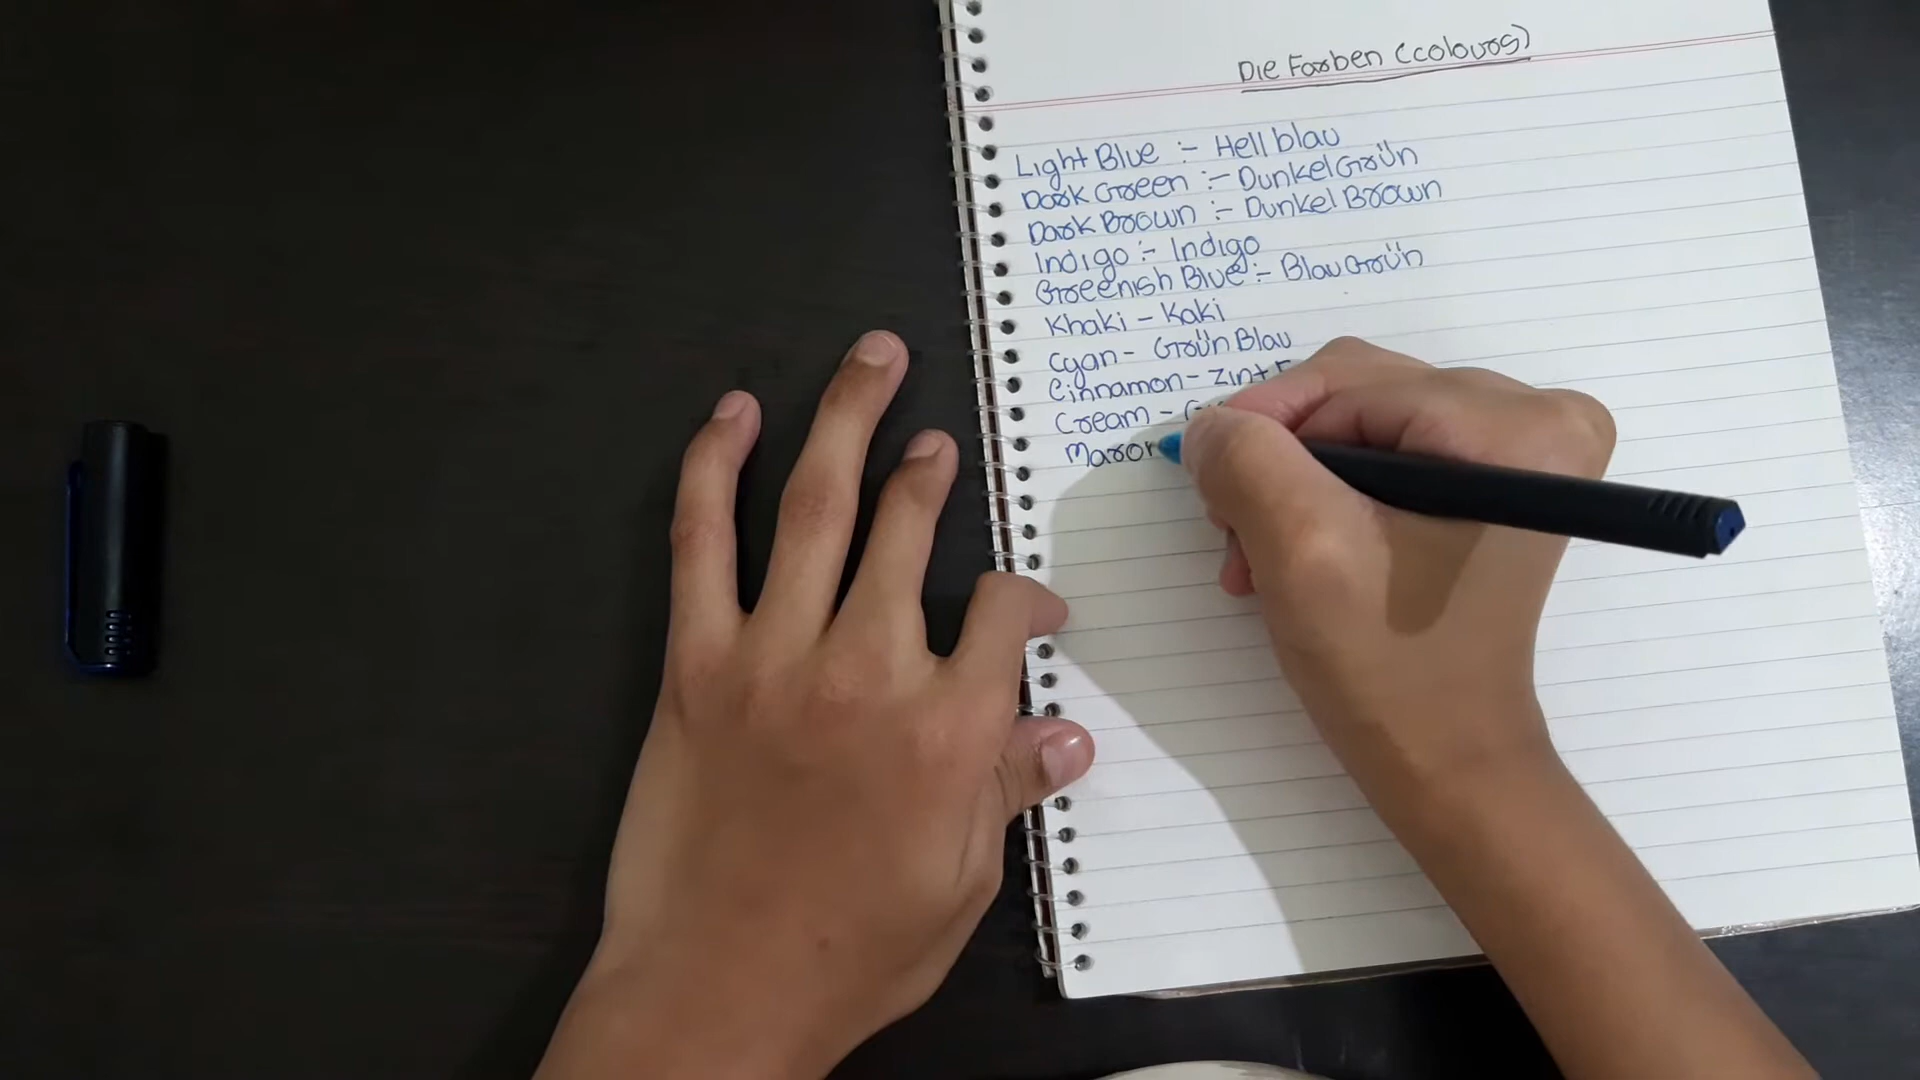 Die Farben (colours)
Light Blue :- Hell blau
Dark Green :- Dunkel Grün
Dark Brown :- Dunkel Brown
Indigo :- Indigo
Greenish Blue :- Blau Grün
Khaki - Kaki
Cyan - Grün Blau
Cinnamon - Zint
Cream -